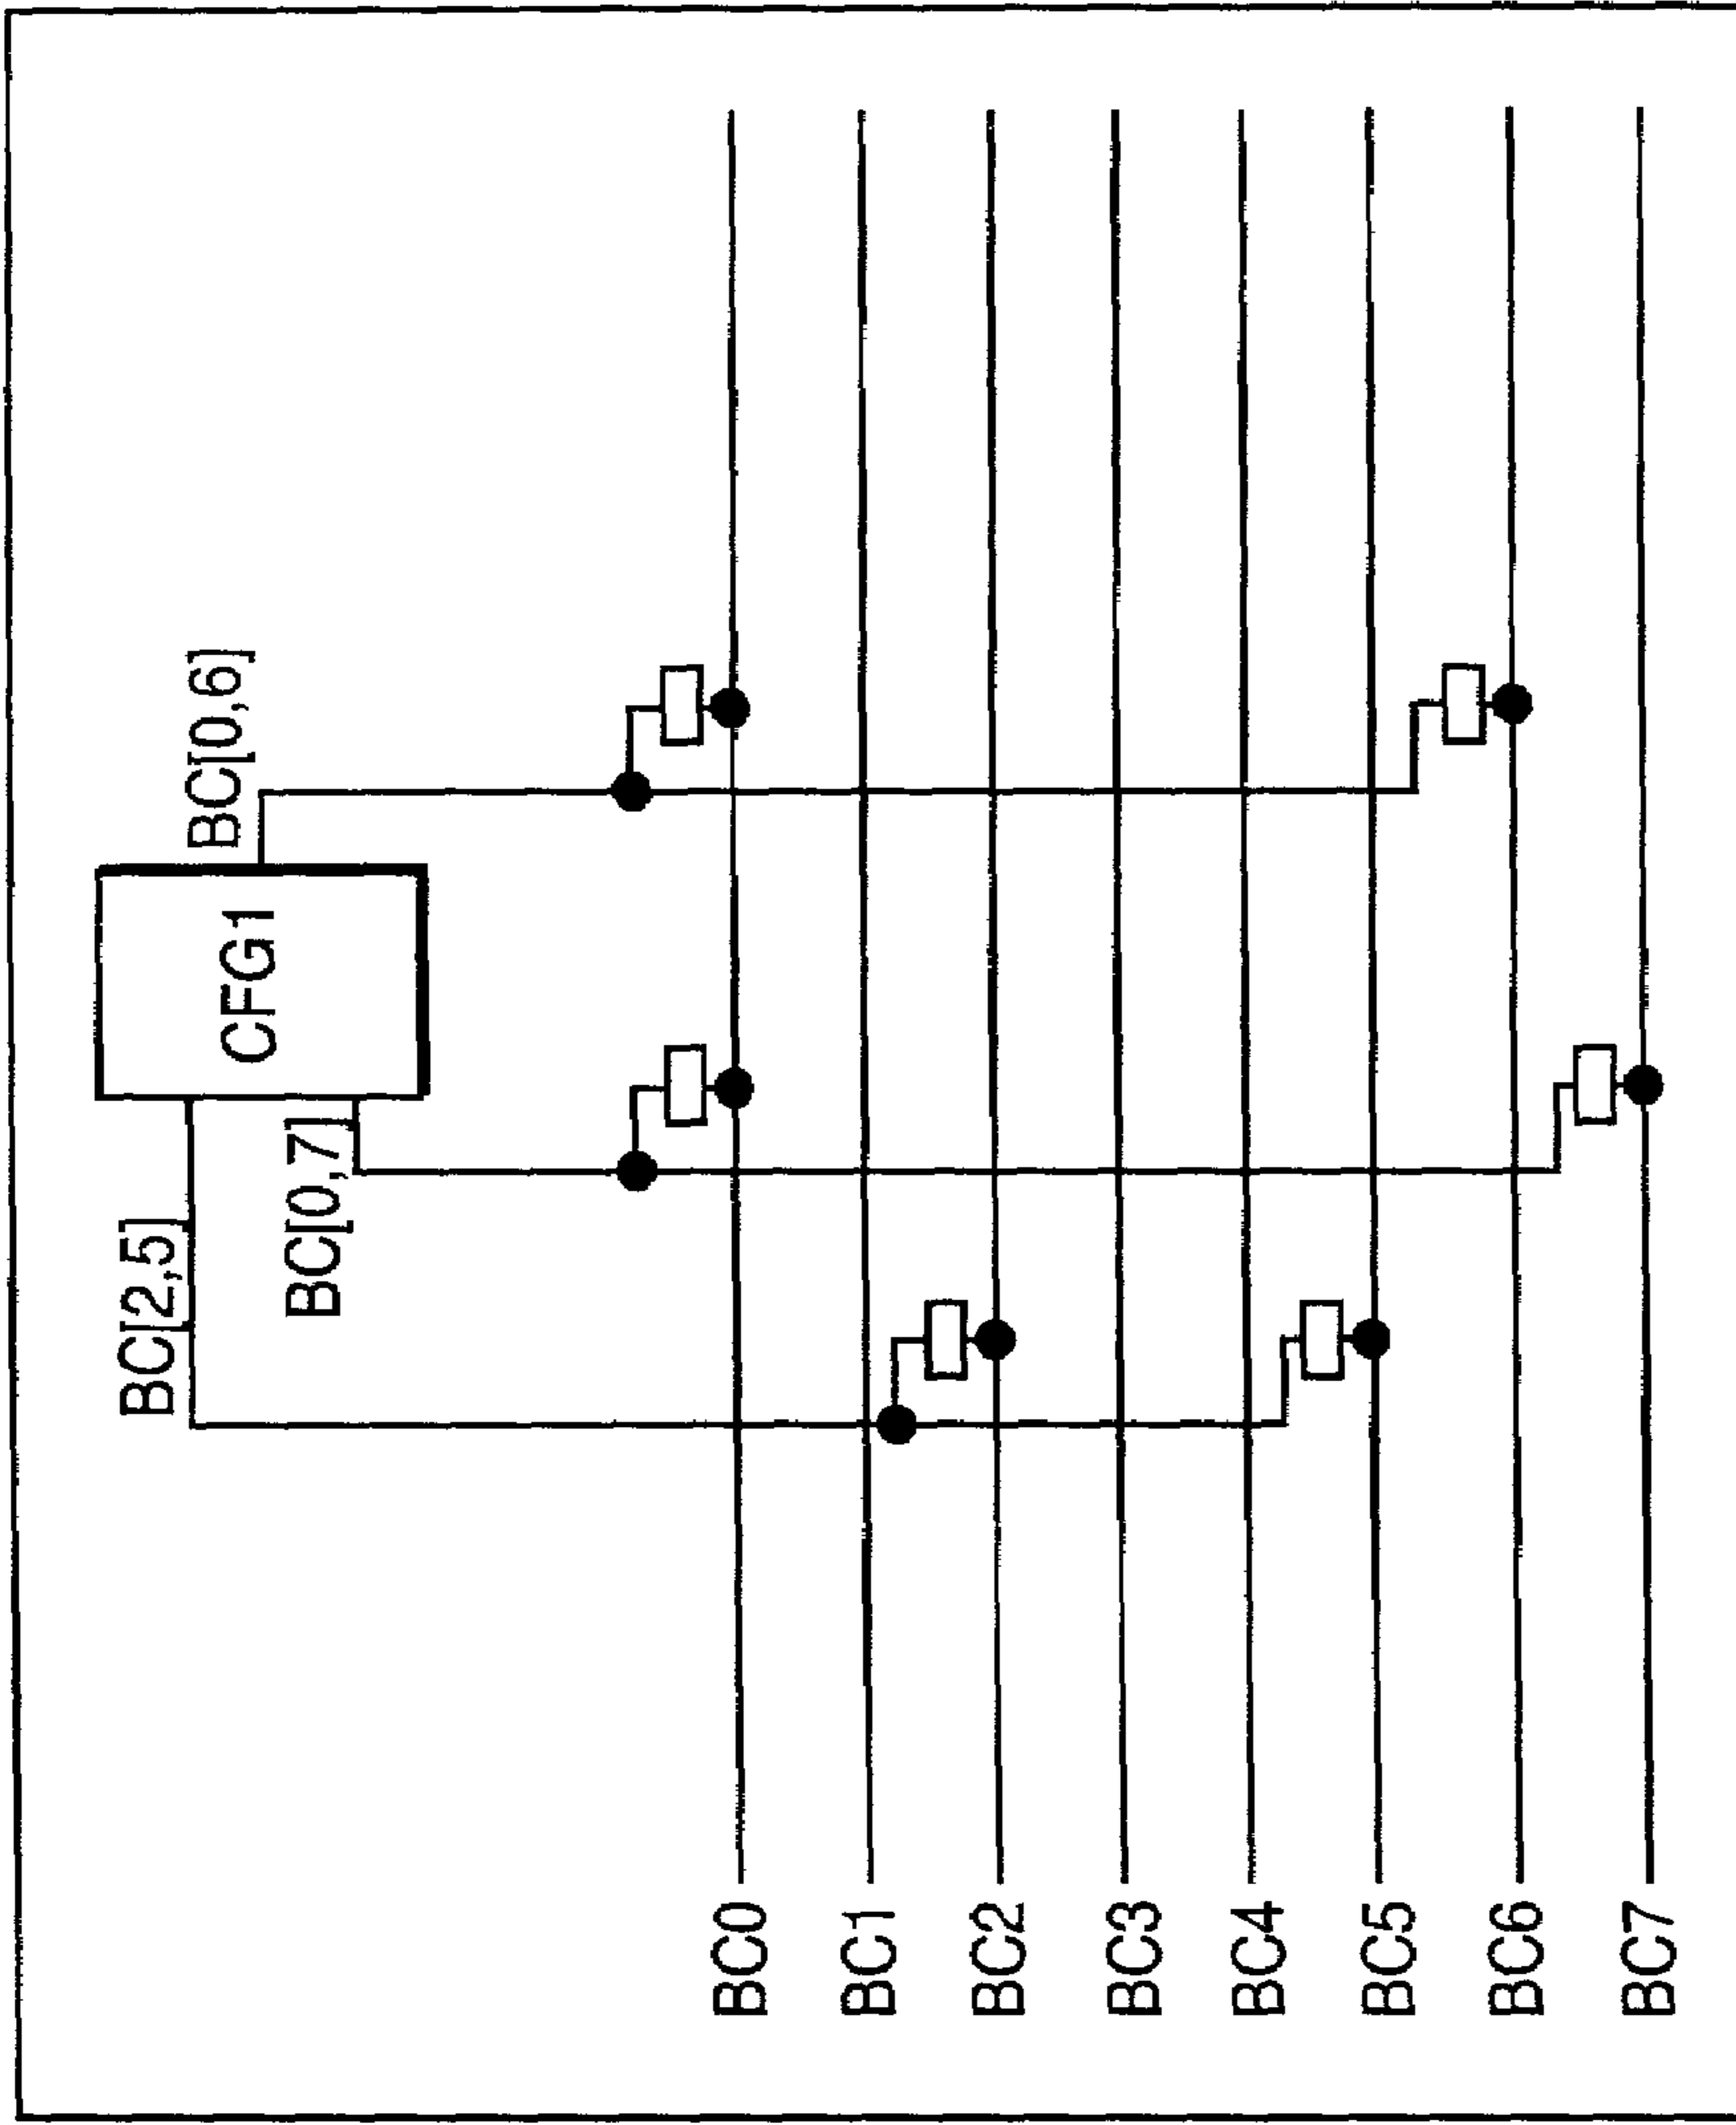 BC[2,5]
BC[0,7]
CFG1
BC[0,6]
BC0
BC1
BC2
BC3
BC4
BC5
BC6
BC7